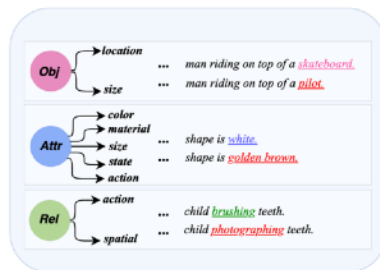 location
Obj
... man riding on top of a skateboard.
... man riding on top of a pilot.
size
color
material
Attr
size
... shape is white.
state
... shape is golden brown.
action
action
Rel
... child brushing teeth.
spatial
... child photographing teeth.